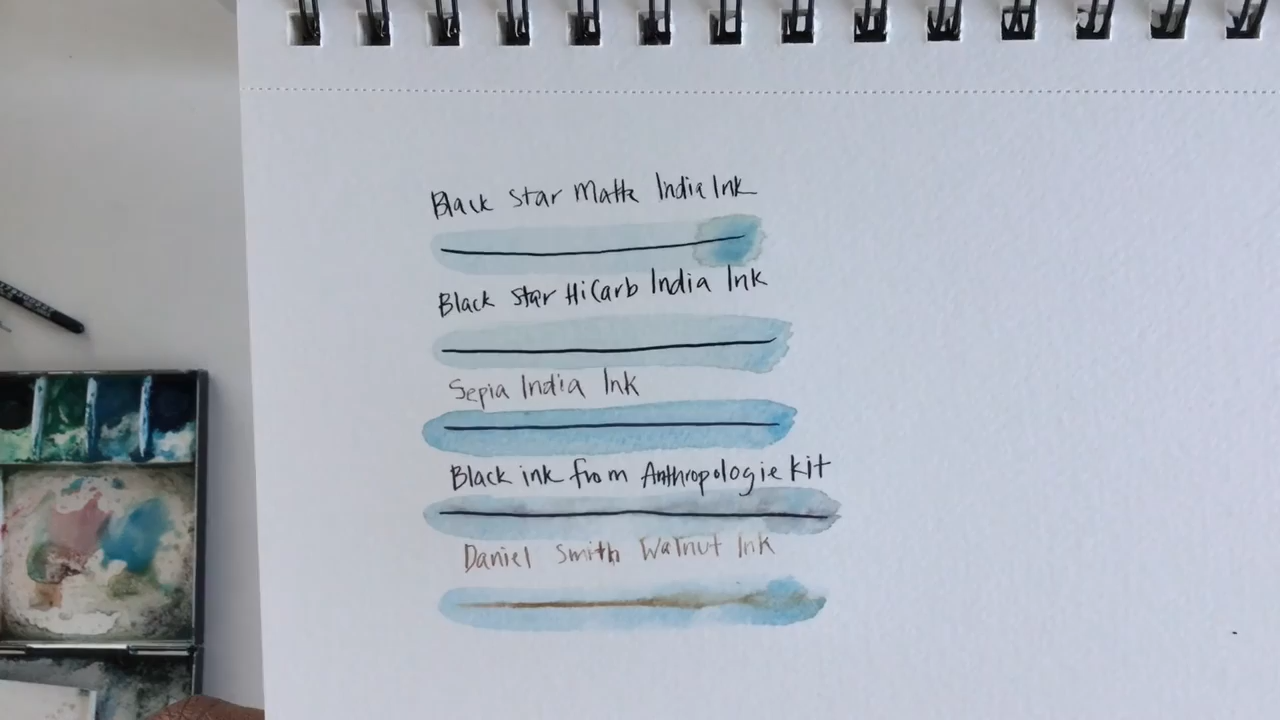 Black Star Matte India Ink
Black Star HiCarb India Ink
Sepia India Ink
Black ink from Anthropologie kit
Daniel Smith Walnut Ink